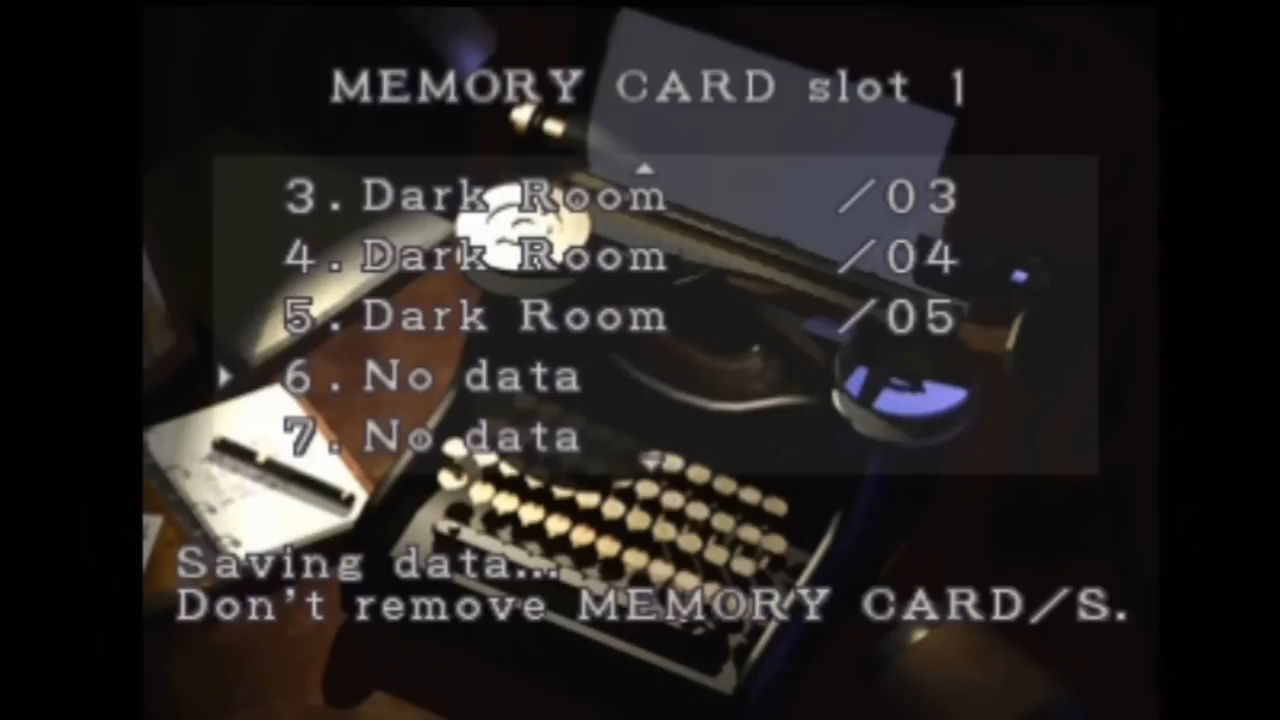 MEMORY CARD slot 1
3. Dark Room /03
4. Dark Room /04
5. Dark Room /05
6. No data
7. No data
Saving data...
Don't remove MEMORY CARD/S.